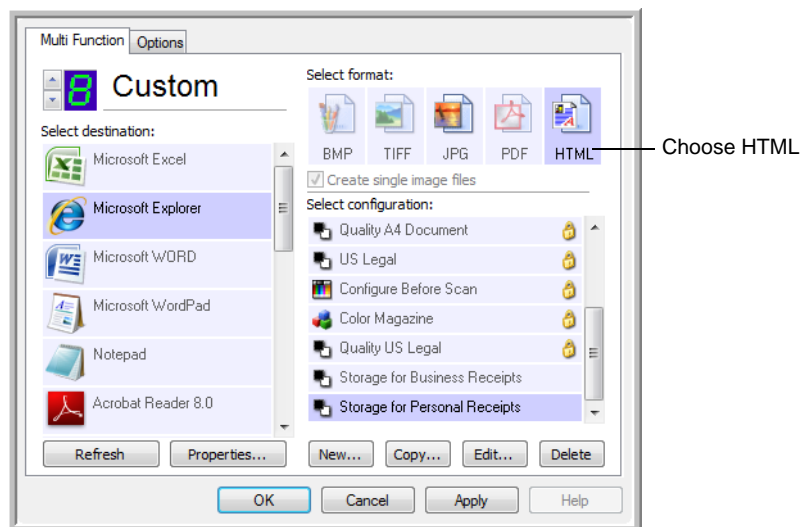 Multi Function
Options
8
Custom
Select destination:
Microsoft Excel
Microsoft Explorer
Microsoft WORD
Microsoft WordPad
Notepad
Acrobat Reader 8.0
Refresh
Properties...
Select format:
BMP
TIFF
JPG
PDF
HTML
Create single image files
Select configuration:
Quality A4 Document
US Legal
Configure Before Scan
Color Magazine
Quality US Legal
Storage for Business Receipts
Storage for Personal Receipts
New...
Copy...
Edit...
Delete
OK
Cancel
Apply
Help
Choose HTML